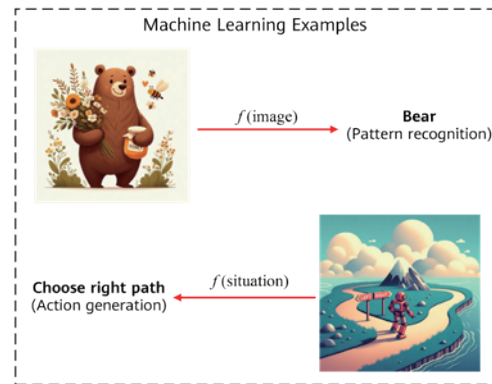 Machine Learning Examples
f(image)
Bear
(Pattern recognition)
f(situation)
Choose right path
(Action generation)